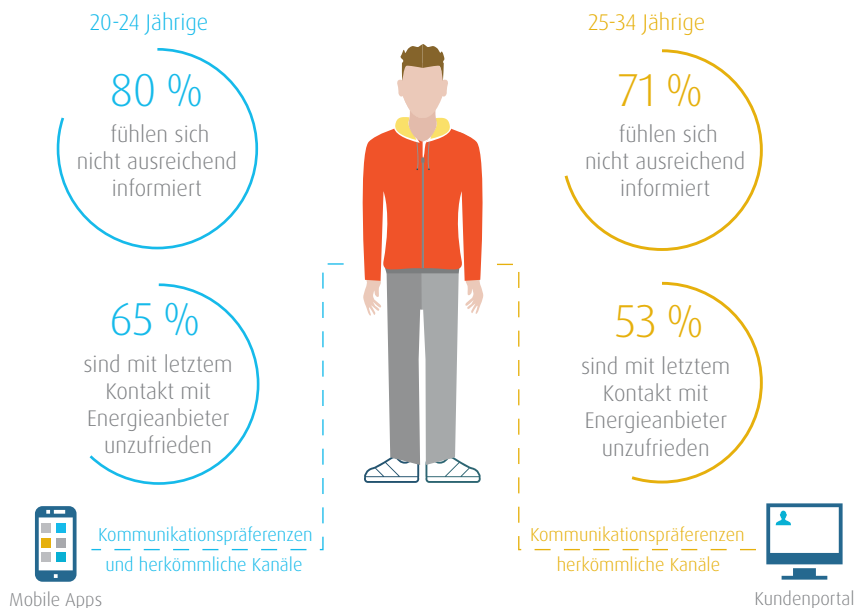 20-24 Jährige
80 %
fühlen sich
nicht ausreichend
informiert
65 %
sind mit letztem
Kontakt mit
Energieanbieter
unzufrieden
Kommunikationspräferenzen
und herkömmliche Kanäle
Mobile Apps
25-34 Jährige
71 %
fühlen sich
nicht ausreichend
informiert
53 %
sind mit letztem
Kontakt mit
Energieanbieter
unzufrieden
Kommunikationspräferenzen
herkömmliche Kanäle
Kundenportal